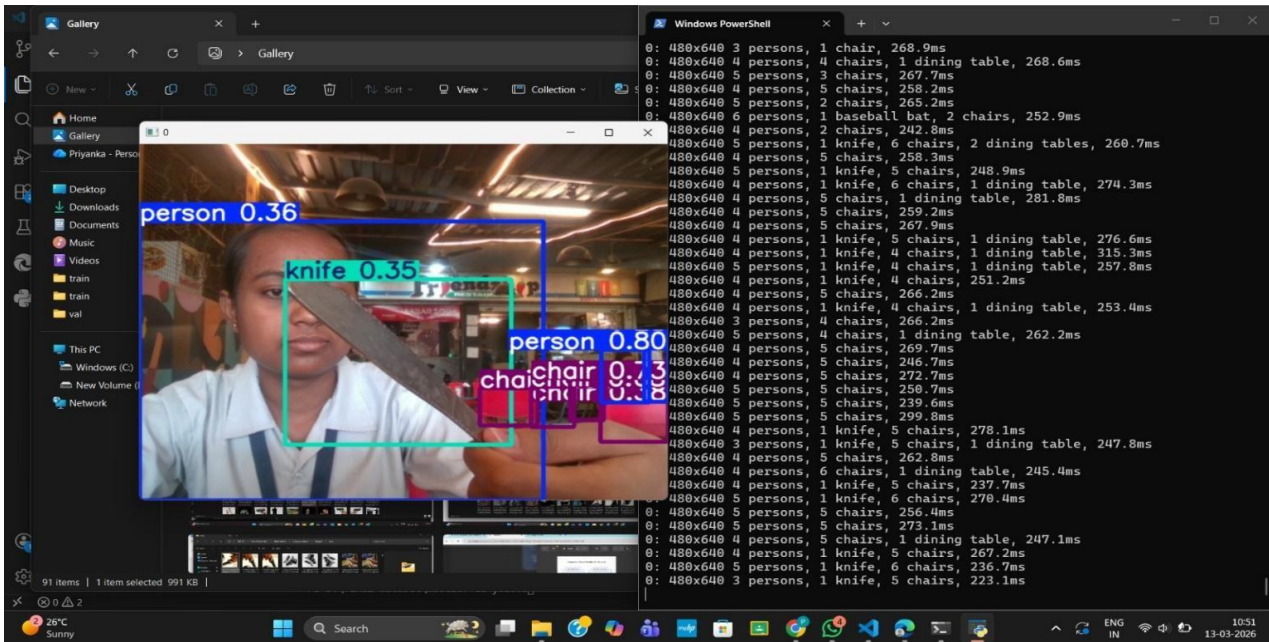 Gallery
Gallery
New
Sort
View
Collection
Home
Gallery
Priyanka - Perso
Desktop
Downloads
Documents
Music
Videos
train
train
val
This PC
Windows (C:)
New Volume (
Network
91 items | 1 item selected 991 KB |
0
person 0.36
knife 0.35
person 0.80
chair 0.73
chair
Windows PowerShell
0: 480x640 3 persons, 1 chair, 268.9ms
0: 480x640 4 persons, 4 chairs, 1 dining table, 268.6ms
0: 480x640 5 persons, 3 chairs, 267.7ms
0: 480x640 4 persons, 5 chairs, 258.2ms
0: 480x640 5 persons, 2 chairs, 265.2ms
0: 480x640 6 persons, 1 baseball bat, 2 chairs, 252.9ms
480x640 4 persons, 2 chairs, 242.8ms
480x640 5 persons, 1 knife, 6 chairs, 2 dining tables, 260.7ms
480x640 4 persons, 5 chairs, 258.3ms
480x640 5 persons, 1 knife, 5 chairs, 248.9ms
480x640 4 persons, 1 knife, 6 chairs, 1 dining table, 274.3ms
480x640 4 persons, 5 chairs, 1 dining table, 281.8ms
480x640 4 persons, 5 chairs, 259.2ms
480x640 4 persons, 5 chairs, 267.9ms
480x640 4 persons, 1 knife, 5 chairs, 1 dining table, 276.6ms
480x640 4 persons, 1 knife, 4 chairs, 1 dining table, 315.3ms
480x640 4 persons, 1 knife, 4 chairs, 1 dining table, 257.8ms
480x640 4 persons, 1 knife, 4 chairs, 251.2ms
480x640 4 persons, 5 chairs, 266.2ms
480x640 4 persons, 1 knife, 4 chairs, 1 dining table, 253.4ms
480x640 3 persons, 4 chairs, 266.2ms
480x640 5 persons, 4 chairs, 1 dining table, 262.2ms
480x640 4 persons, 5 chairs, 269.7ms
480x640 4 persons, 5 chairs, 246.7ms
480x640 4 persons, 5 chairs, 272.7ms
480x640 5 persons, 5 chairs, 250.7ms
480x640 5 persons, 5 chairs, 239.6ms
480x640 5 persons, 5 chairs, 299.8ms
480x640 4 persons, 1 knife, 5 chairs, 278.1ms
480x640 3 persons, 1 knife, 5 chairs, 1 dining table, 247.8ms
480x640 4 persons, 5 chairs, 262.8ms
480x640 4 persons, 6 chairs, 1 dining table, 245.4ms
480x640 4 persons, 1 knife, 5 chairs, 237.7ms
0: 480x640 5 persons, 1 knife, 6 chairs, 270.4ms
0: 480x640 5 persons, 5 chairs, 256.4ms
0: 480x640 4 persons, 5 chairs, 273.1ms
0: 480x640 4 persons, 5 chairs, 1 dining table, 247.1ms
0: 480x640 5 persons, 1 knife, 5 chairs, 267.2ms
0: 480x640 5 persons, 1 knife, 6 chairs, 236.7ms
0: 480x640 3 persons, 1 knife, 5 chairs, 223.1ms
0 2
2
26°C
Sunny
Search
ENG
IN
10:51
13-03-2026